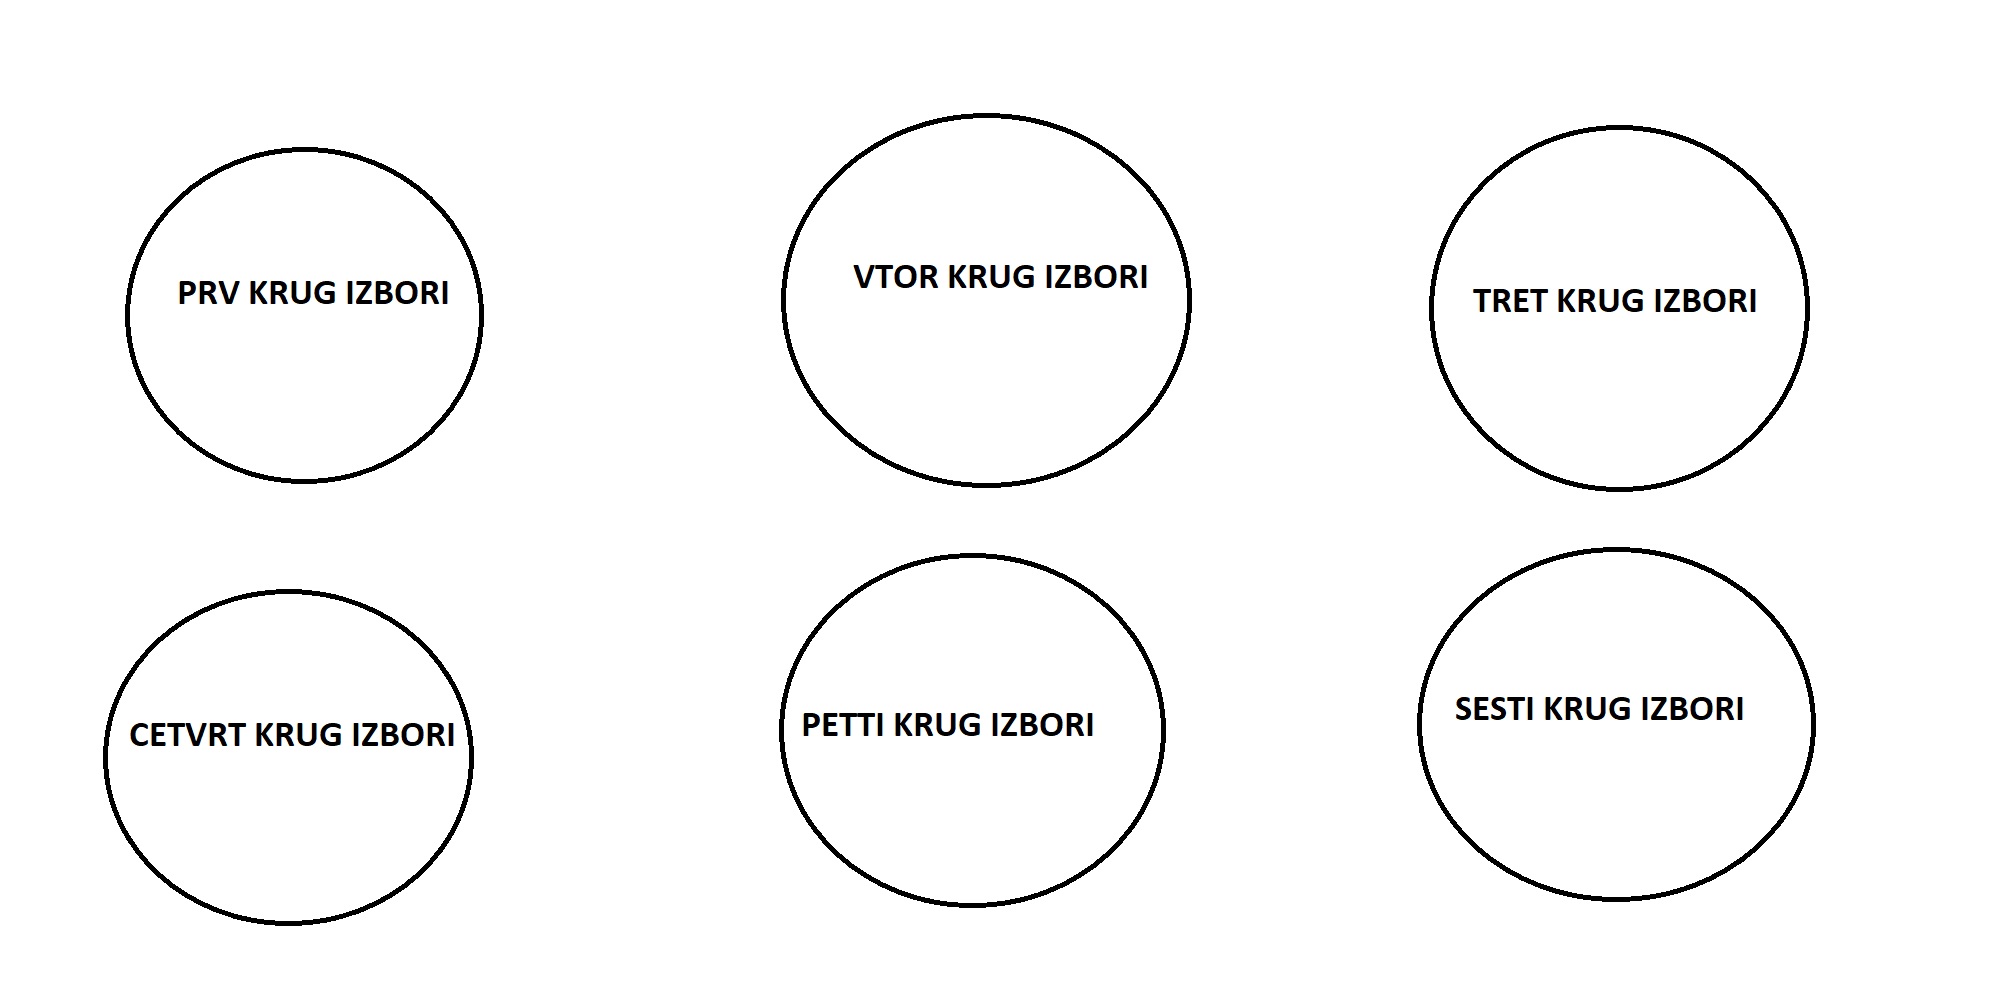 PRV KRUG IZBORI
VTOR KRUG IZBORI
TRET KRUG IZBORI
CETVRT KRUG IZBORI
PETTI KRUG IZBORI
SESTI KRUG IZBORI